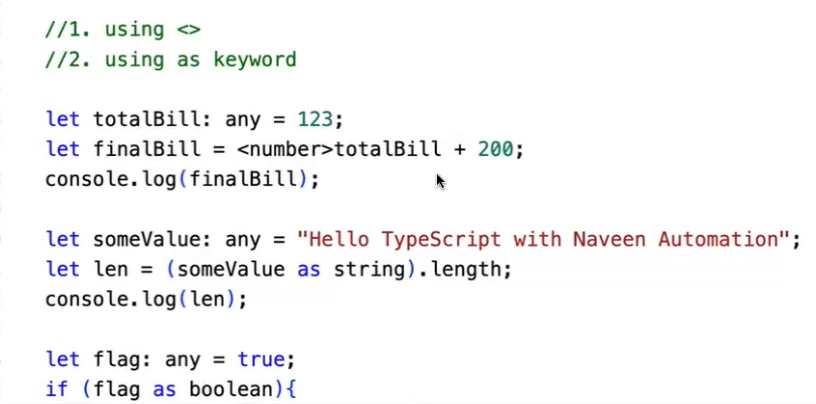 //1. using <>
//2. using as keyword
let totalBill: any = 123;
let finalBill = <number>totalBill + 200;
console.log(finalBill);
let someValue: any = "Hello TypeScript with Naveen Automation";
let len = (someValue as string).length;
console.log(len);
let flag: any = true;
if (flag as boolean){